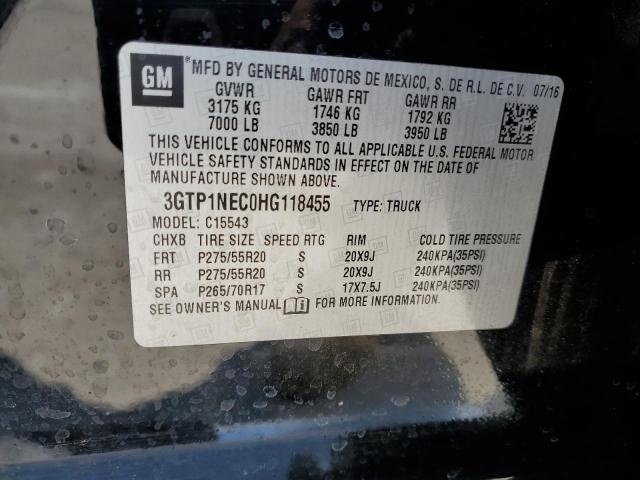 GM ® MFD BY GENERAL MOTORS DE MEXICO, S. DE R.L. DE C.V. 07/16
GVWR GAWR FRT GAWR RR
3175 KG 1746 KG 1792 KG
7000 LB 3850 LB 3950 LB
THIS VEHICLE CONFORMS TO ALL APPLICABLE U.S. FEDERAL MOTOR
VEHICLE SAFETY STANDARDS IN EFFECT ON THE DATE OF
MANUFACTURE SHOWN ABOVE.
3GTP1NEC0HG118455 TYPE: TRUCK
MODEL: C15543
CHXB TIRE SIZE SPEED RTG RIM COLD TIRE PRESSURE
FRT P275/55R20 S 20X9J 240KPA(35PSI)
RR P275/55R20 S 20X9J 240KPA(35PSI)
SPA P265/70R17 S 17X7.5J 240KPA(35PSI)
SEE OWNER'S MANUAL FOR MORE INFORMATION.